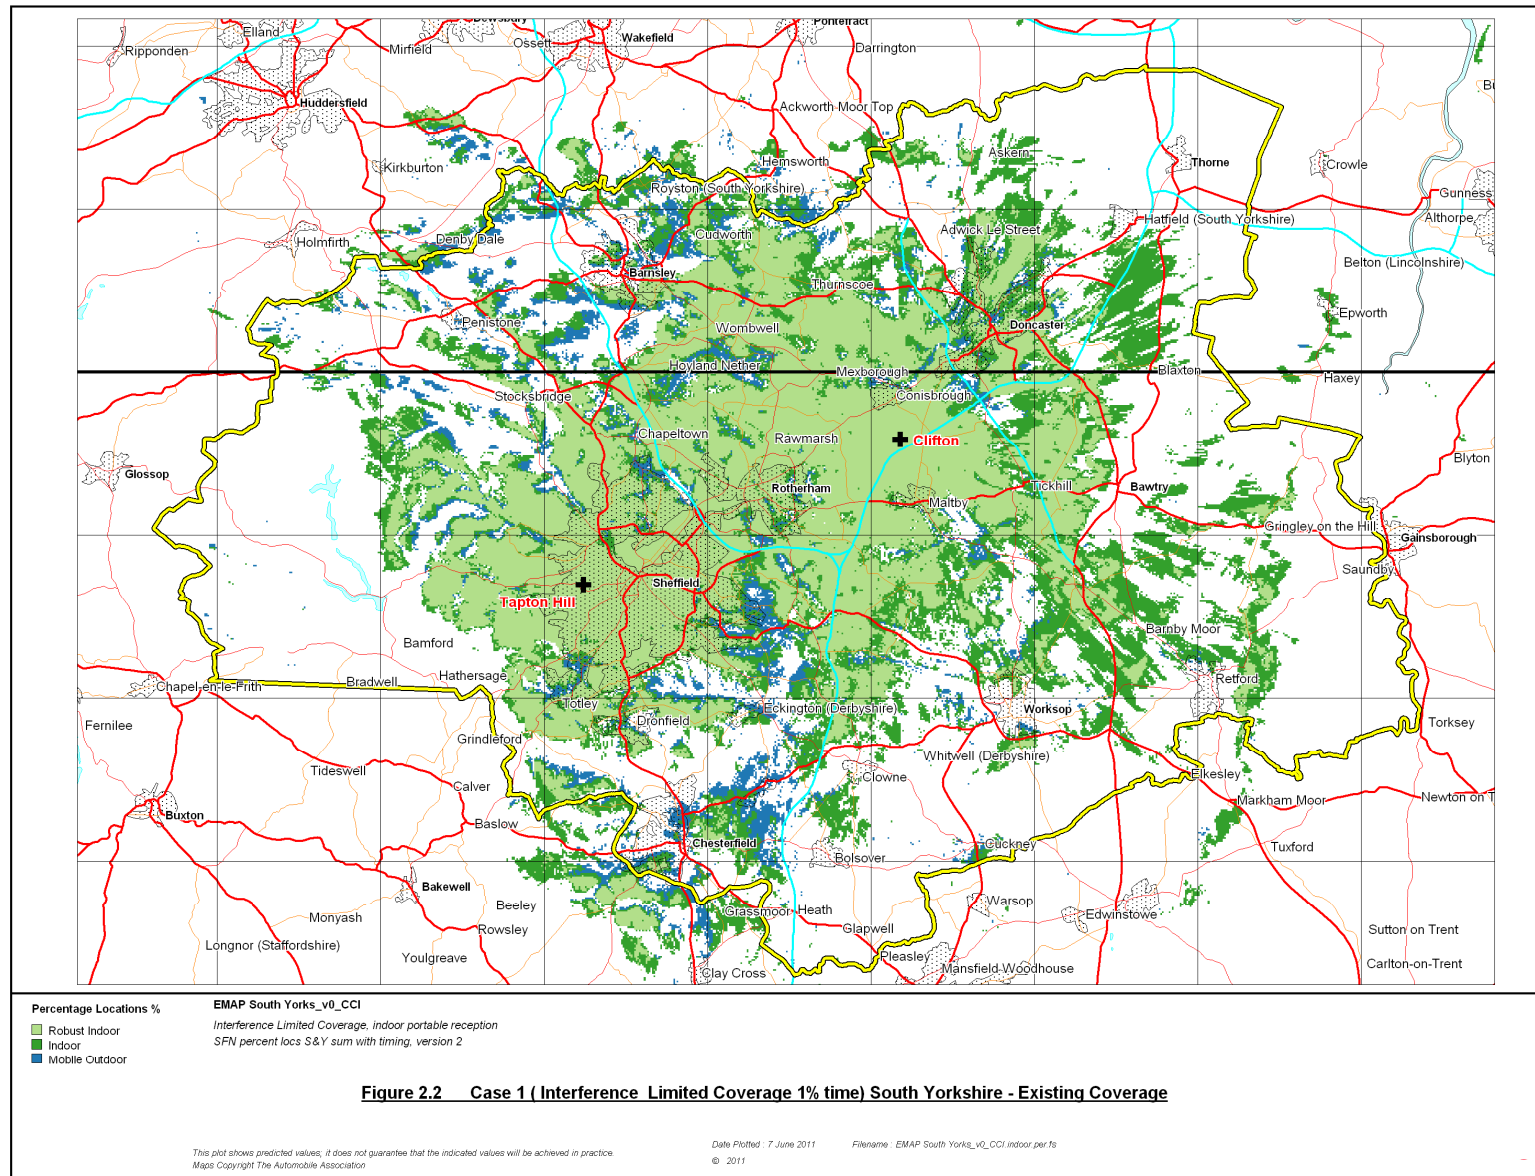 Dewsbury
Pontefract
Elland
Ossett
Wakefield
Ripponden
Mirfield
Darrington
Huddersfield
Ackworth Moor Top
Kirkburton
Hemsworth
Askern
Thorne
Crowle
Royston (South Yorkshire)
Gunness
Hatfield (South Yorkshire)
Althorpe
Holmfirth
Denby Dale
Cudworth
Adwick Le Street
Belton (Lincolnshire)
Barnsley
Thurnscoe
Penistone
Wombwell
Doncaster
Epworth
Hoyland Nether
Mexborough
Blaxton
Haxey
Stocksbridge
Conisbrough
Chapeltown
Rawmarsh
Clifton
Blyton
Glossop
Rotherham
Maltby
Tickhill
Bawtry
Gringley on the Hill
Gainsborough
Saundby
Sheffield
Tapton Hill
Barnby Moor
Bamford
Hathersage
Bradwell
Chapel-en-le-Frith
Retford
Totley
Eckington (Derbyshire)
Worksop
Fernilee
Dronfield
Torksey
Grindleford
Whitwell (Derbyshire)
Tideswell
Clowne
Elkesley
Calver
Markham Moor
Newton on T
Buxton
Baslow
Chesterfield
Cuckney
Tuxford
Bolsover
Bakewell
Beeley
Warsop
Monyash
Grassmoor
Heath
Edwinstowe
Rowsley
Glapwell
Sutton on Trent
Longnor (Staffordshire)
Youlgreave
Pleasley
Carlton-on-Trent
Clay Cross
Mansfield Woodhouse
Percentage Locations %
Robust Indoor
Indoor
Mobile Outdoor
EMAP South Yorks_v0_CCI
Interference Limited Coverage, indoor portable reception
SFN percent locs S&Y sum with timing, version 2
Figure 2.2 Case 1 ( Interference Limited Coverage 1% time) South Yorkshire - Existing Coverage
This plot shows predicted values; it does not guarantee that the indicated values will be achieved in practice.
Maps Copyright The Automobile Association
Date Plotted : 7 June 2011 Filename : EMAP South Yorks_v0_CCI.indoor.per.fs
© 2011